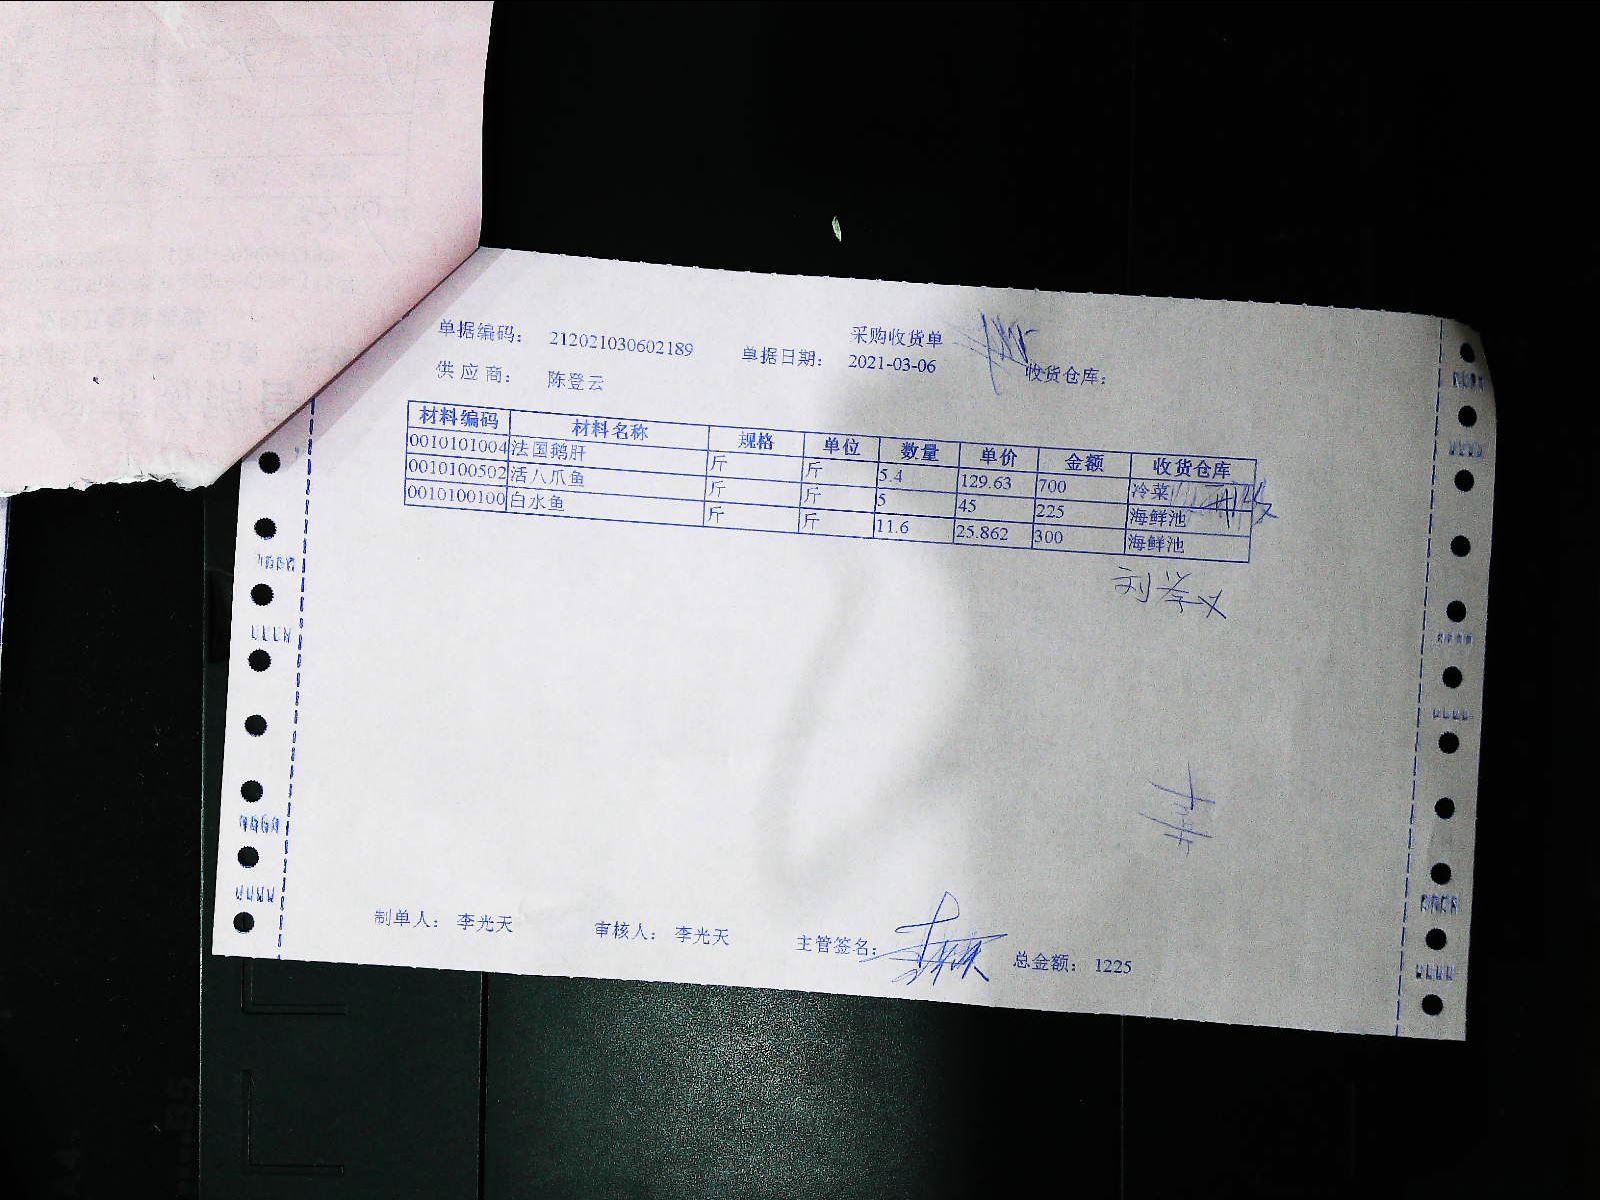 采购收货单
单据编码： 212021030602189 单据日期： 2021-03-06 收货仓库：
供应商： 陈登云
材料编码 材料名称 规格 单位 数量 单价 金额 收货仓库
0010101004 法国鹅肝 斤 斤 5.4 129.63 700 冷菜
0010100502 活八爪鱼 斤 斤 5 45 225 海鲜池
0010100100 白水鱼 斤 斤 11.6 25.862 300 海鲜池
制单人： 李光天 审核人： 李光天 主管签名： 总金额： 1225